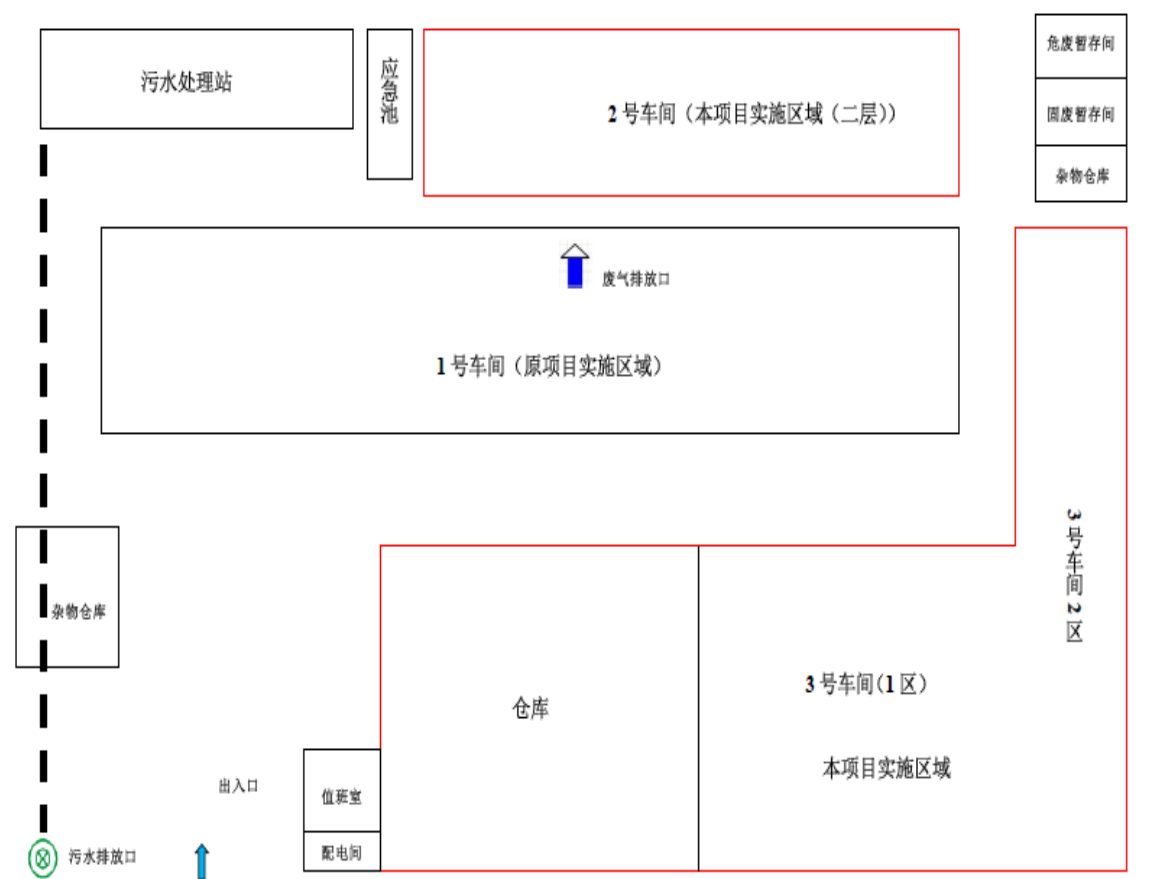 危废暂存间
污水处理站
应急池
2号车间（本项目实施区域（二层））
固废暂存间
杂物仓库
废气排放口
1号车间（原项目实施区域）
3号车间2区
杂物仓库
3号车间(1区）
仓库
本项目实施区域
出入口
值班室
配电间
污水排放口